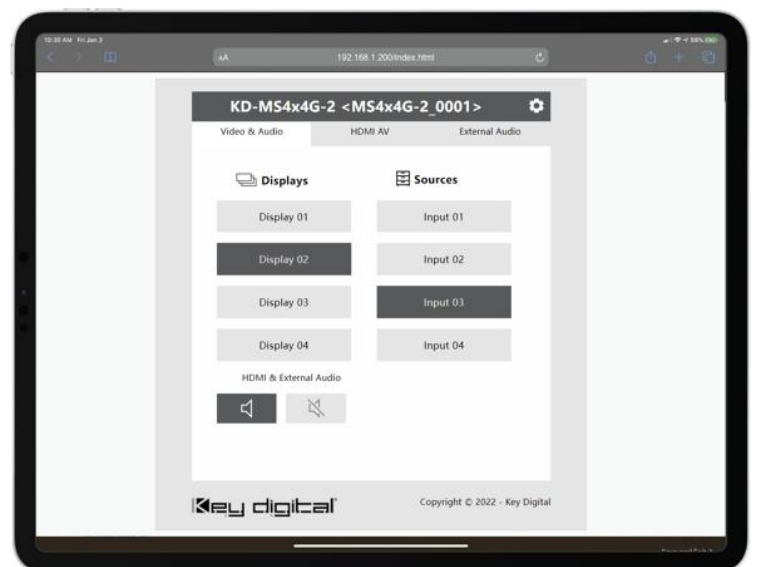 10:30 AM Fri Jan 3
AA 192.168.1.200/index.html
KD-MS4x4G-2 <MS4x4G-2_0001>
Video & Audio HDMI AV External Audio
Displays Sources
Display 01 Input 01
Display 02 Input 02
Display 03 Input 03
Display 04 Input 04
HDMI & External Audio
Key digital Copyright © 2022 - Key Digital